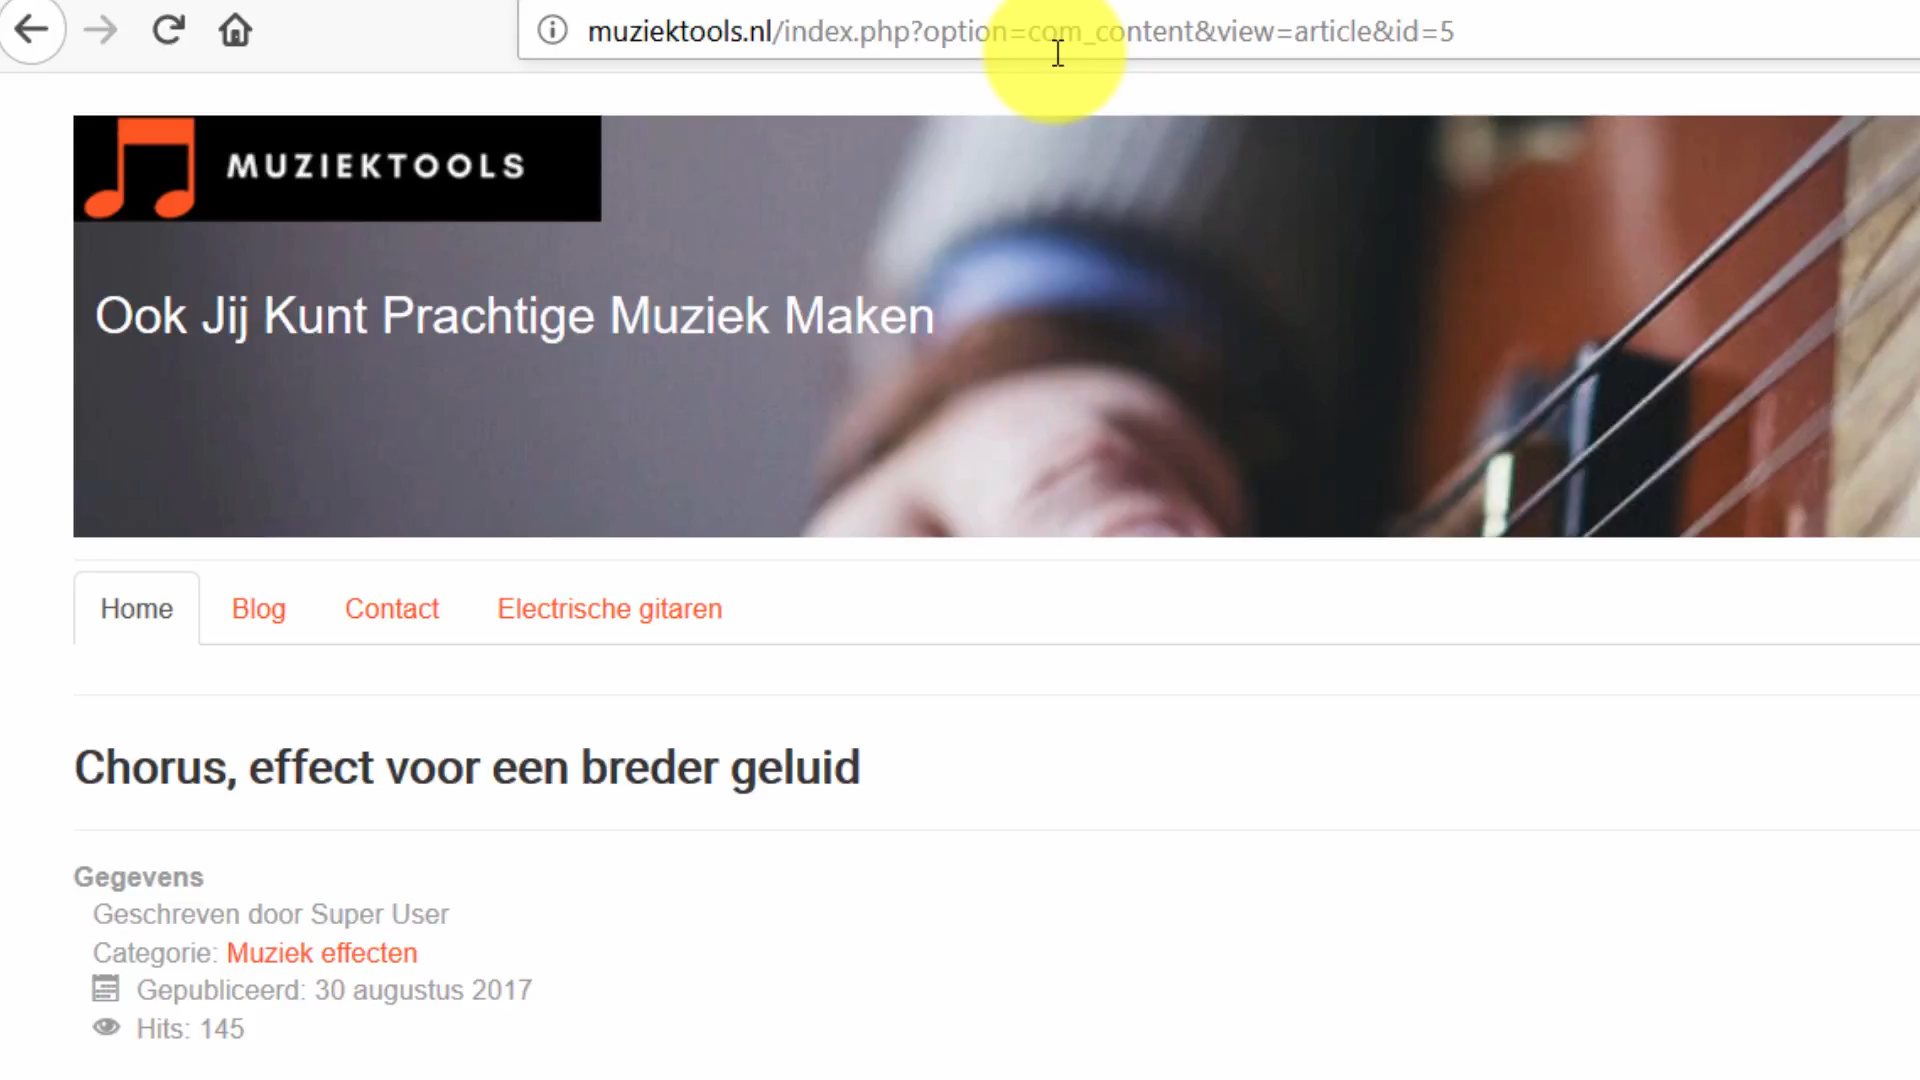 muziektools.nl/index.php?option=com_content&view=article&id=5
MUZIEKTOOLS
Ook Jij Kunt Prachtige Muziek Maken
Home Blog Contact Electrische gitaren
Chorus, effect voor een breder geluid
Gegevens
Geschreven door Super User
Categorie: Muziek effecten
Gepubliceerd: 30 augustus 2017
Hits: 145